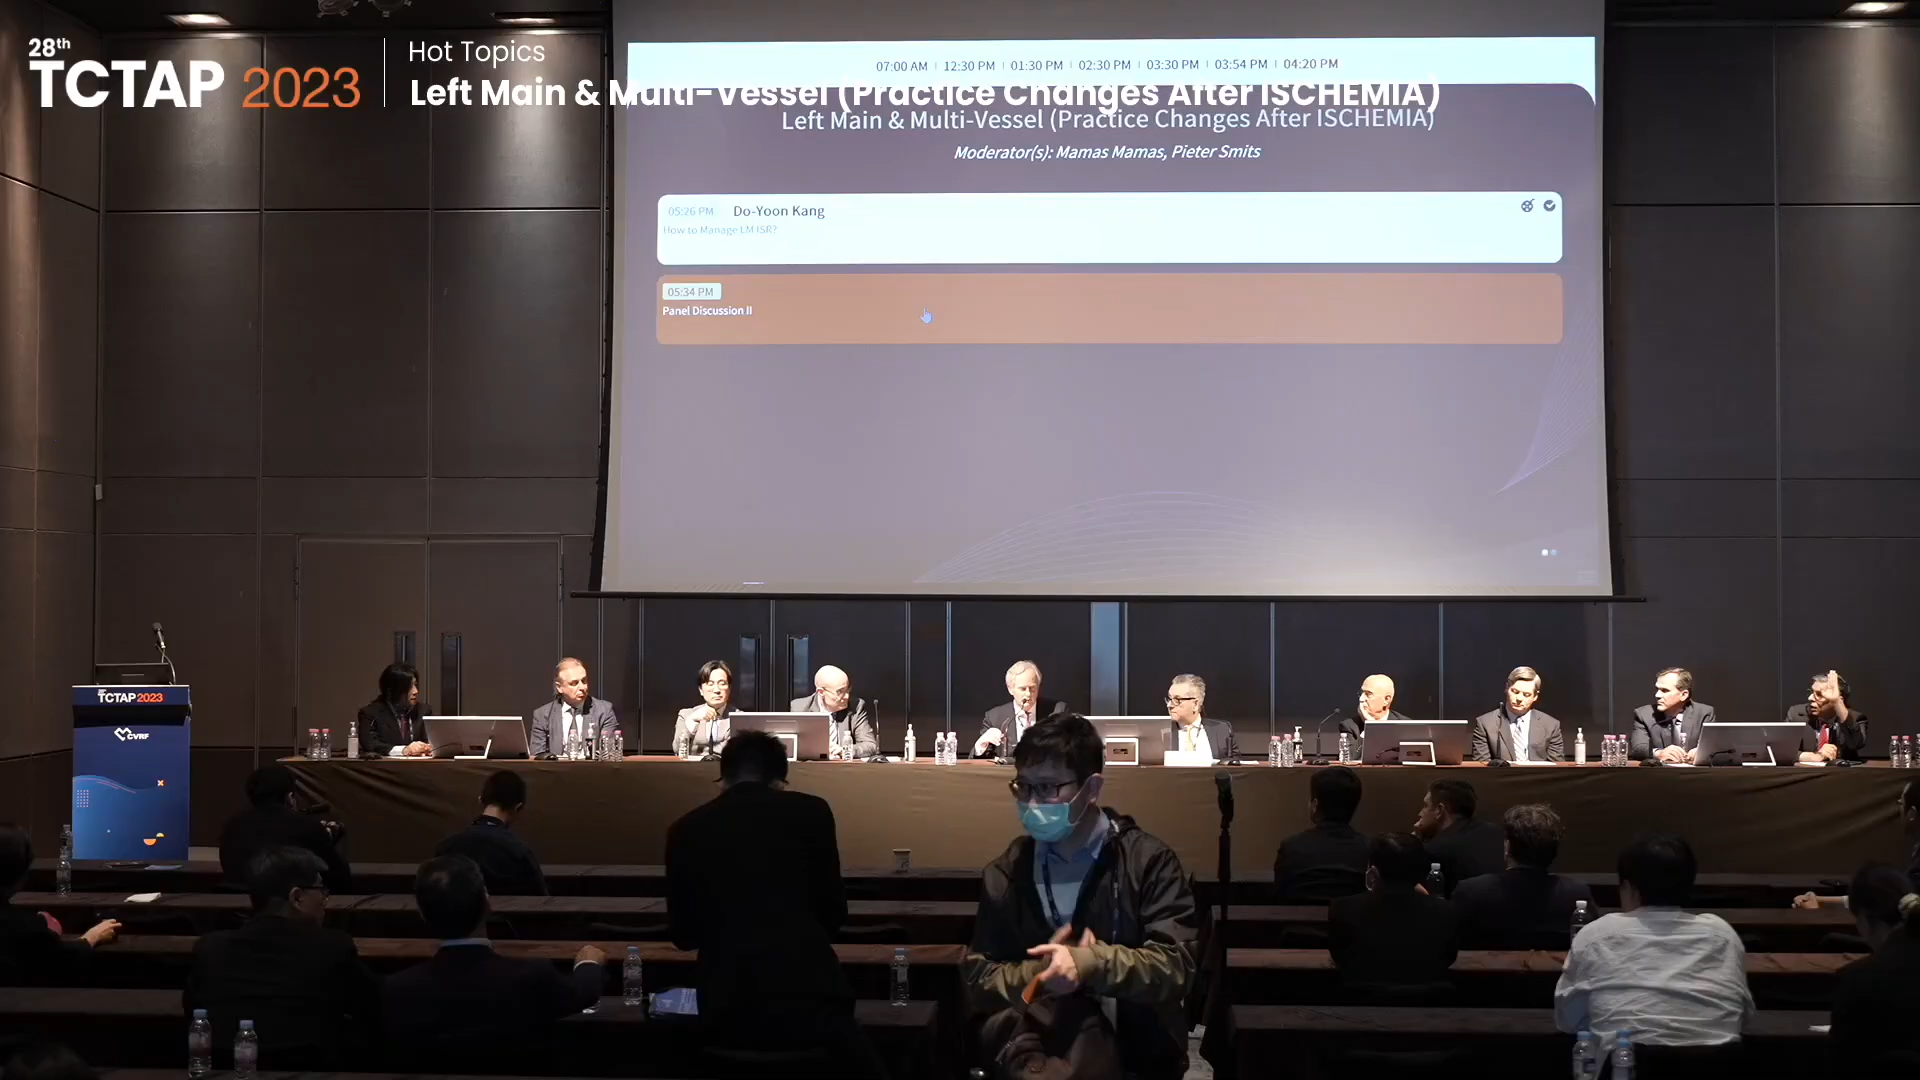 28th
TCTAP 2023
Hot Topics
Left Main & Multi-Vessel (Practice Changes After ISCHEMIA)
07:00 AM | 12:30 PM | 01:30 PM | 02:30 PM | 03:30 PM | 03:54 PM | 04:20 PM
Left Main & Multi-Vessel (Practice Changes After ISCHEMIA)
Moderator(s): Mamas Mamas, Pieter Smits
05:26 PM Do-Yoon Kang
How to Manage LM ISR?
05:34 PM
Panel Discussion II
TCTAP 2023
CVRF